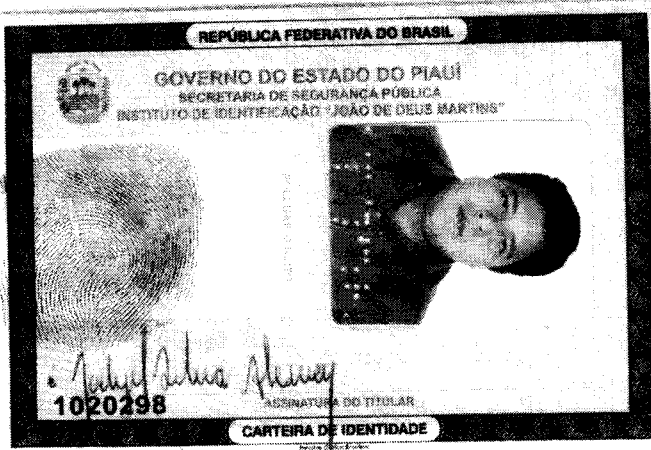 REPÚBLICA FEDERATIVA DO BRASIL
GOVERNO DO ESTADO DO PIAUÍ
SECRETARIA DE SEGURANÇA PÚBLICA
INSTITUTO DE IDENTIFICAÇÃO "JOÃO DE DEUS MARTINS"
1020298
ASSINATURA DO TITULAR
CARTEIRA DE IDENTIDADE